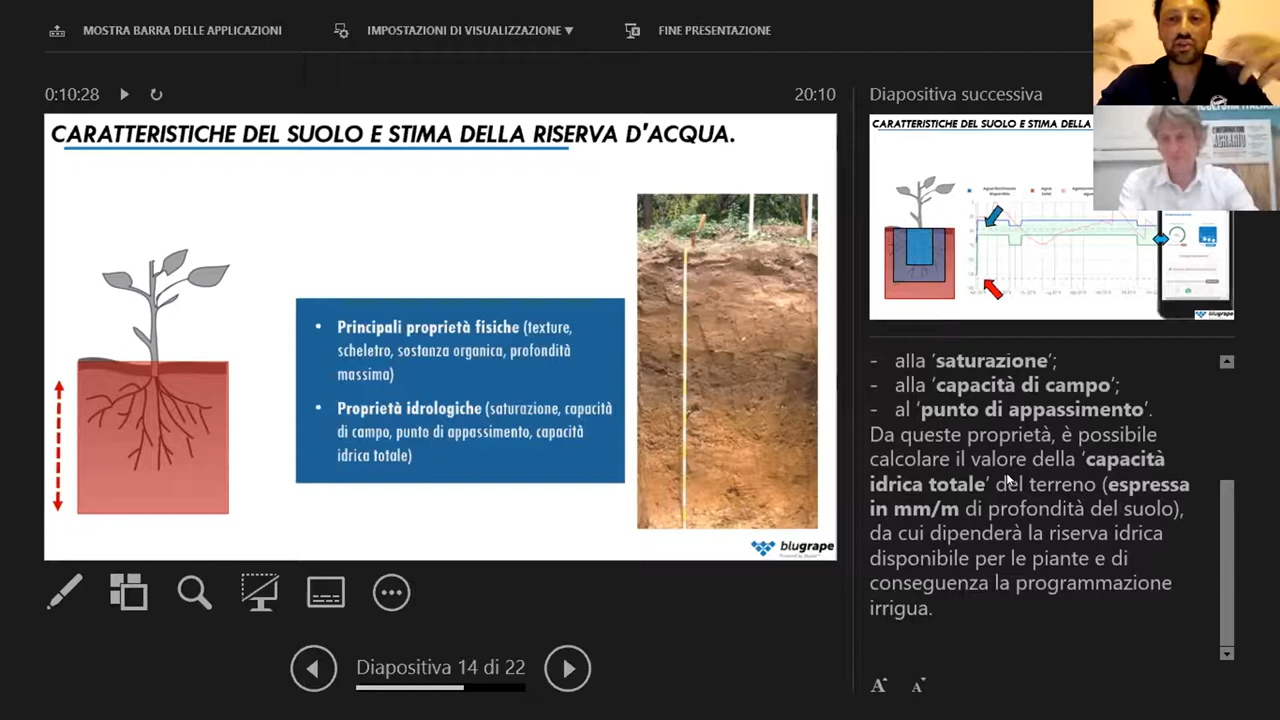 MOSTRA BARRA DELLE APPLICAZIONI
IMPOSTAZIONI DI VISUALIZZAZIONE ▼
FINE PRESENTAZIONE
0:10:28
20:10
Diapositiva successiva
CARATTERISTICHE DEL SUOLO E STIMA DELLA RISERVA D'ACQUA.
• Principali proprietà fisiche (texture,
scheletro, sostanza organica, profondità
massima)
• Proprietà idrologiche (saturazione, capacità
di campo, punto di appassimento, capacità
idrica totale)
blugrape
CARATTERISTICHE DEL SUOLO E STIMA DELLA
blugrape
L'INFORMATORE
AGRARIO
- alla 'saturazione';
- alla 'capacità di campo';
- al 'punto di appassimento'.
Da queste proprietà, è possibile
calcolare il valore della 'capacità
idrica totale' del terreno (espressa
in mm/m di profondità del suolo),
da cui dipenderà la riserva idrica
disponibile per le piante e di
conseguenza la programmazione
irrigua.
Diapositiva 14 di 22
A A